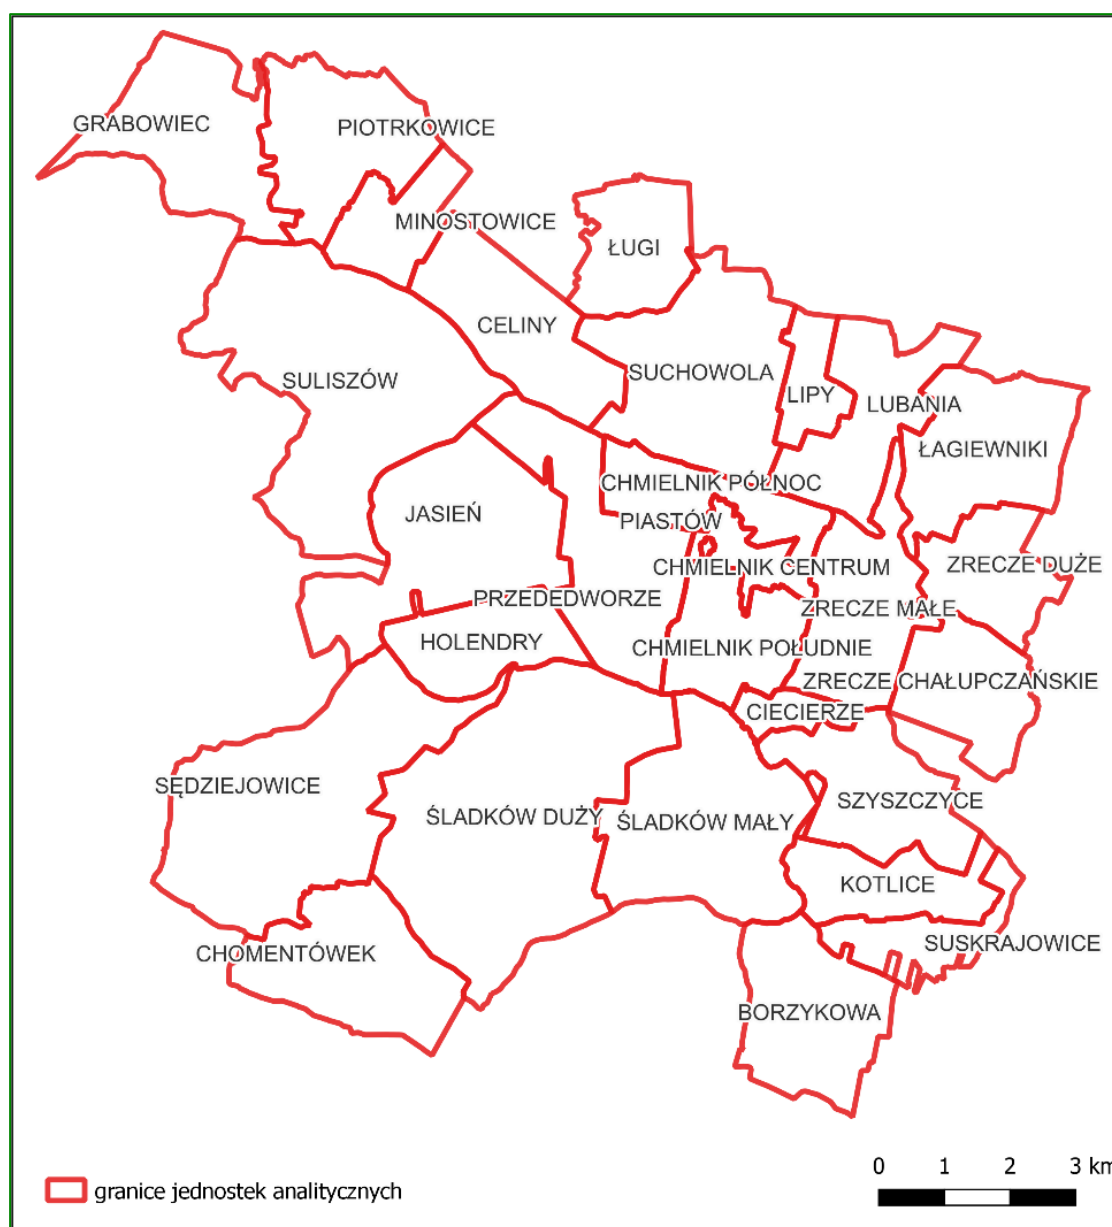 GRABOWIEC
PIOTRKOWICE
MINOSTOWICE
ŁUGI
CELINY
SUCHOWOLA
SULISZÓW
LIPY
LUBANIA
ŁAGIEWNIKI
CHMIELNIK PÓŁNOC
JASIEŃ
PIASTÓW
CHMIELNIK CENTRUM
ZRECZE DUŻE
PRZEDEDWORZE
ZRECZE MAŁE
HOLENDRY
CHMIELNIK POŁUDNIE
ZRECZE CHAŁUPCZAŃSKIE
CIECIERZE
SĘDZIEJOWICE
SZYSZCZYCE
ŚLADKÓW DUŻY
ŚLADKÓW MAŁY
KOTLICE
CHOMENTÓWEK
SUSKRAJOWICE
BORZYKOWA
0 1 2 3 km
granice jednostek analitycznych